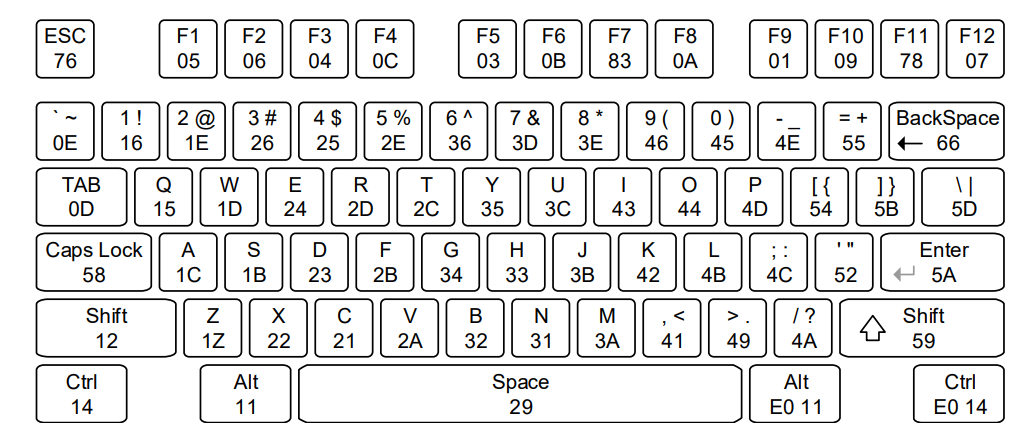 ESC F1 F2 F3 F4 F5 F6 F7 F8 F9 F10 F11 F12
76 05 06 04 0C 03 0B 83 0A 01 09 78 07
` ~ 1 ! 2 @ 3 # 4 $ 5 % 6 ^ 7 & 8 * 9 ( 0 ) - _ = + BackSpace
0E 16 1E 26 25 2E 36 3D 3E 46 45 4E 55 ← 66
TAB Q W E R T Y U I O P [ { ] } \ |
0D 15 1D 24 2D 2C 35 3C 43 44 4D 54 5B 5D
Caps Lock A S D F G H J K L ; : ' " Enter
58 1C 1B 23 2B 34 33 3B 42 4B 4C 52 ↵ 5A
Shift Z X C V B N M , < > . / ? Shift
12 1Z 22 21 2A 32 31 3A 41 49 4A ⇧ 59
Ctrl Alt Space Alt Ctrl
14 11 29 E0 11 E0 14